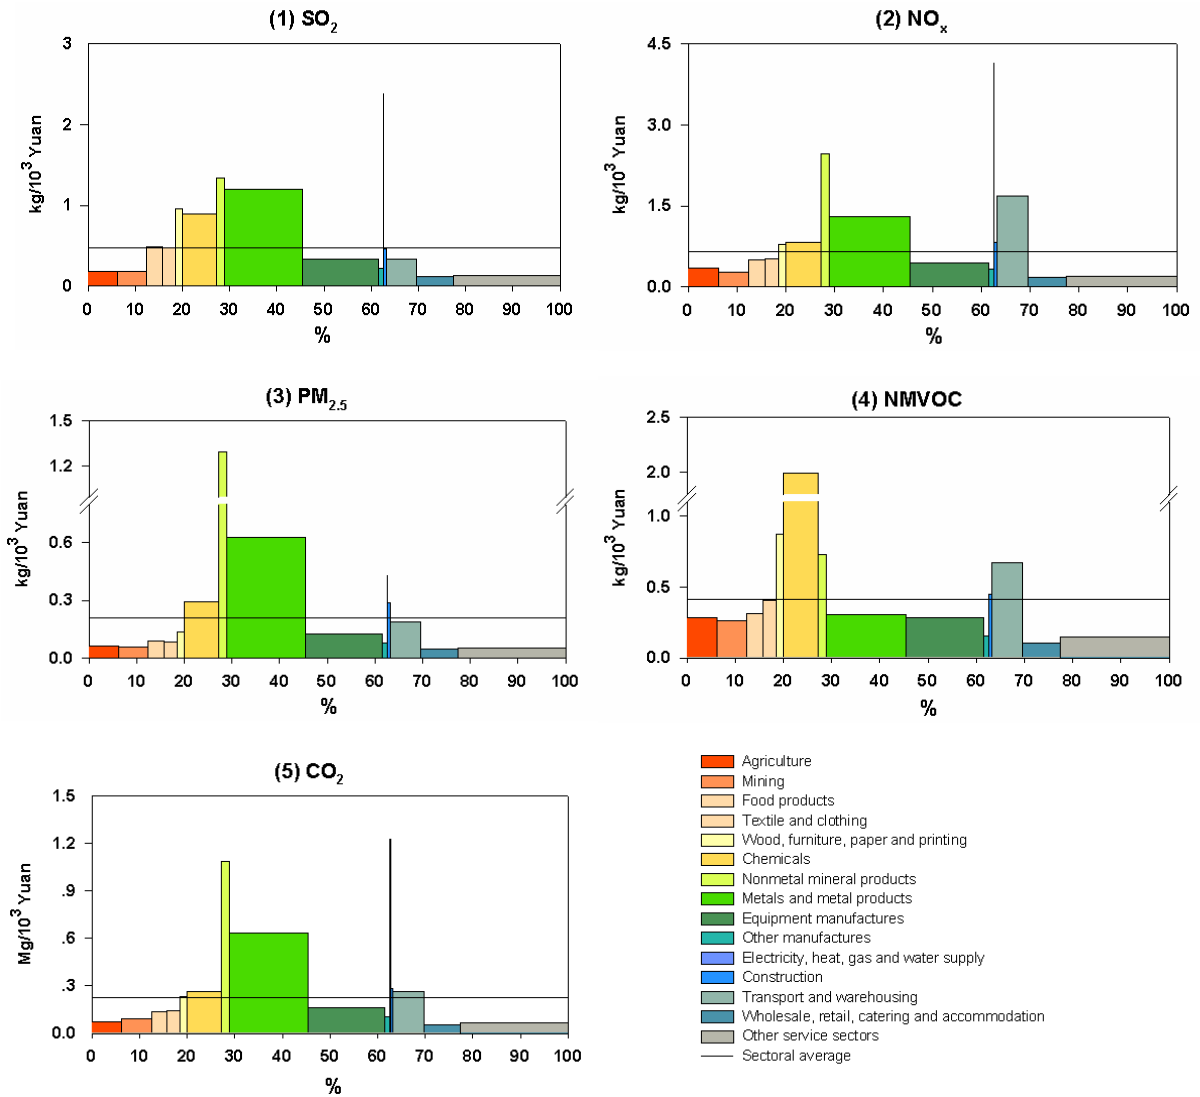 (1) SO2
(2) NOx
3
2
1
0
kg/10^3 Yuan
0 10 20 30 40 50 60 70 80 90 100
%
4.5
3.0
1.5
0.0
kg/10^3 Yuan
0 10 20 30 40 50 60 70 80 90 100
%
(3) PM2.5
(4) NMVOC
1.5
1.2
0.6
0.3
0.0
kg/10^3 Yuan
0 10 20 30 40 50 60 70 80 90 100
%
2.5
2.0
1.0
0.5
0.0
kg/10^3 Yuan
0 10 20 30 40 50 60 70 80 90 100
%
(5) CO2
1.5
1.2
.9
.6
.3
0.0
Mg/10^3 Yuan
0 10 20 30 40 50 60 70 80 90 100
%
Agriculture
Mining
Food products
Textile and clothing
Wood, furniture, paper and printing
Chemicals
Nonmetal mineral products
Metals and metal products
Equipment manufactures
Other manufactures
Electricity, heat, gas and water supply
Construction
Transport and warehousing
Wholesale, retail, catering and accommodation
Other service sectors
Sectoral average